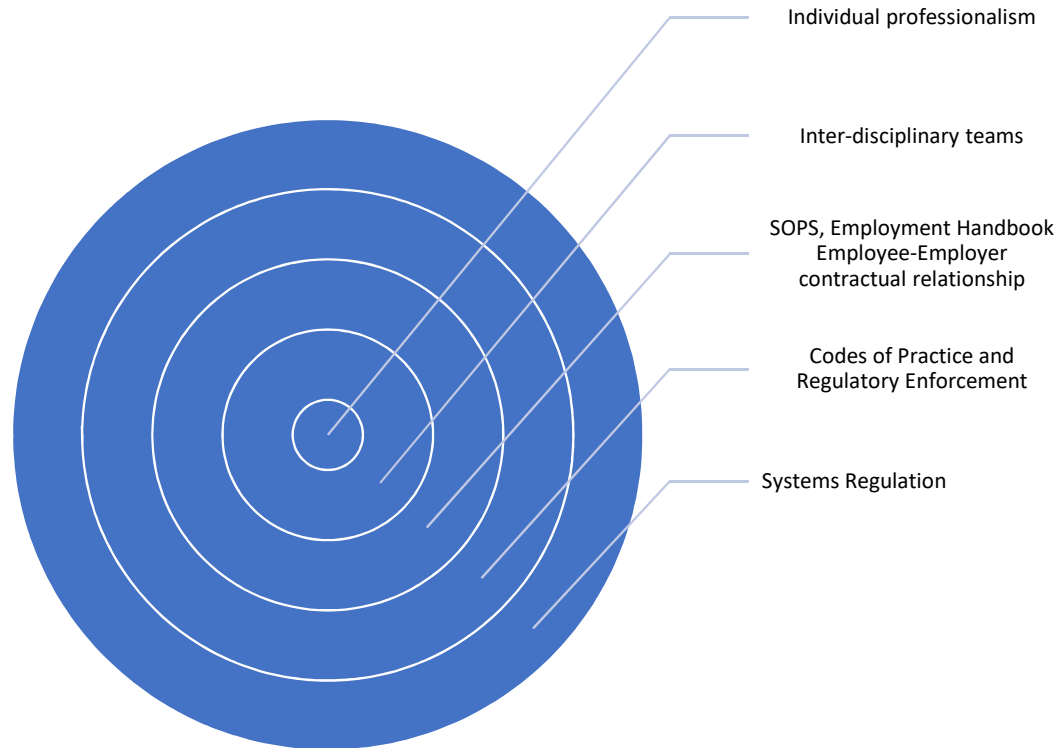 Individual professionalism
Inter-disciplinary teams
SOPS, Employment Handbook
Employee-Employer
contractual relationship
Codes of Practice and
Regulatory Enforcement
Systems Regulation